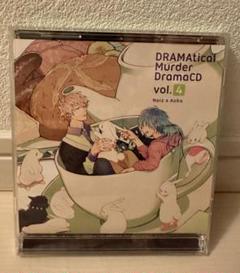 DRAMAtical
Murder
DramaCD
vol. 4
Noiz x Aoba